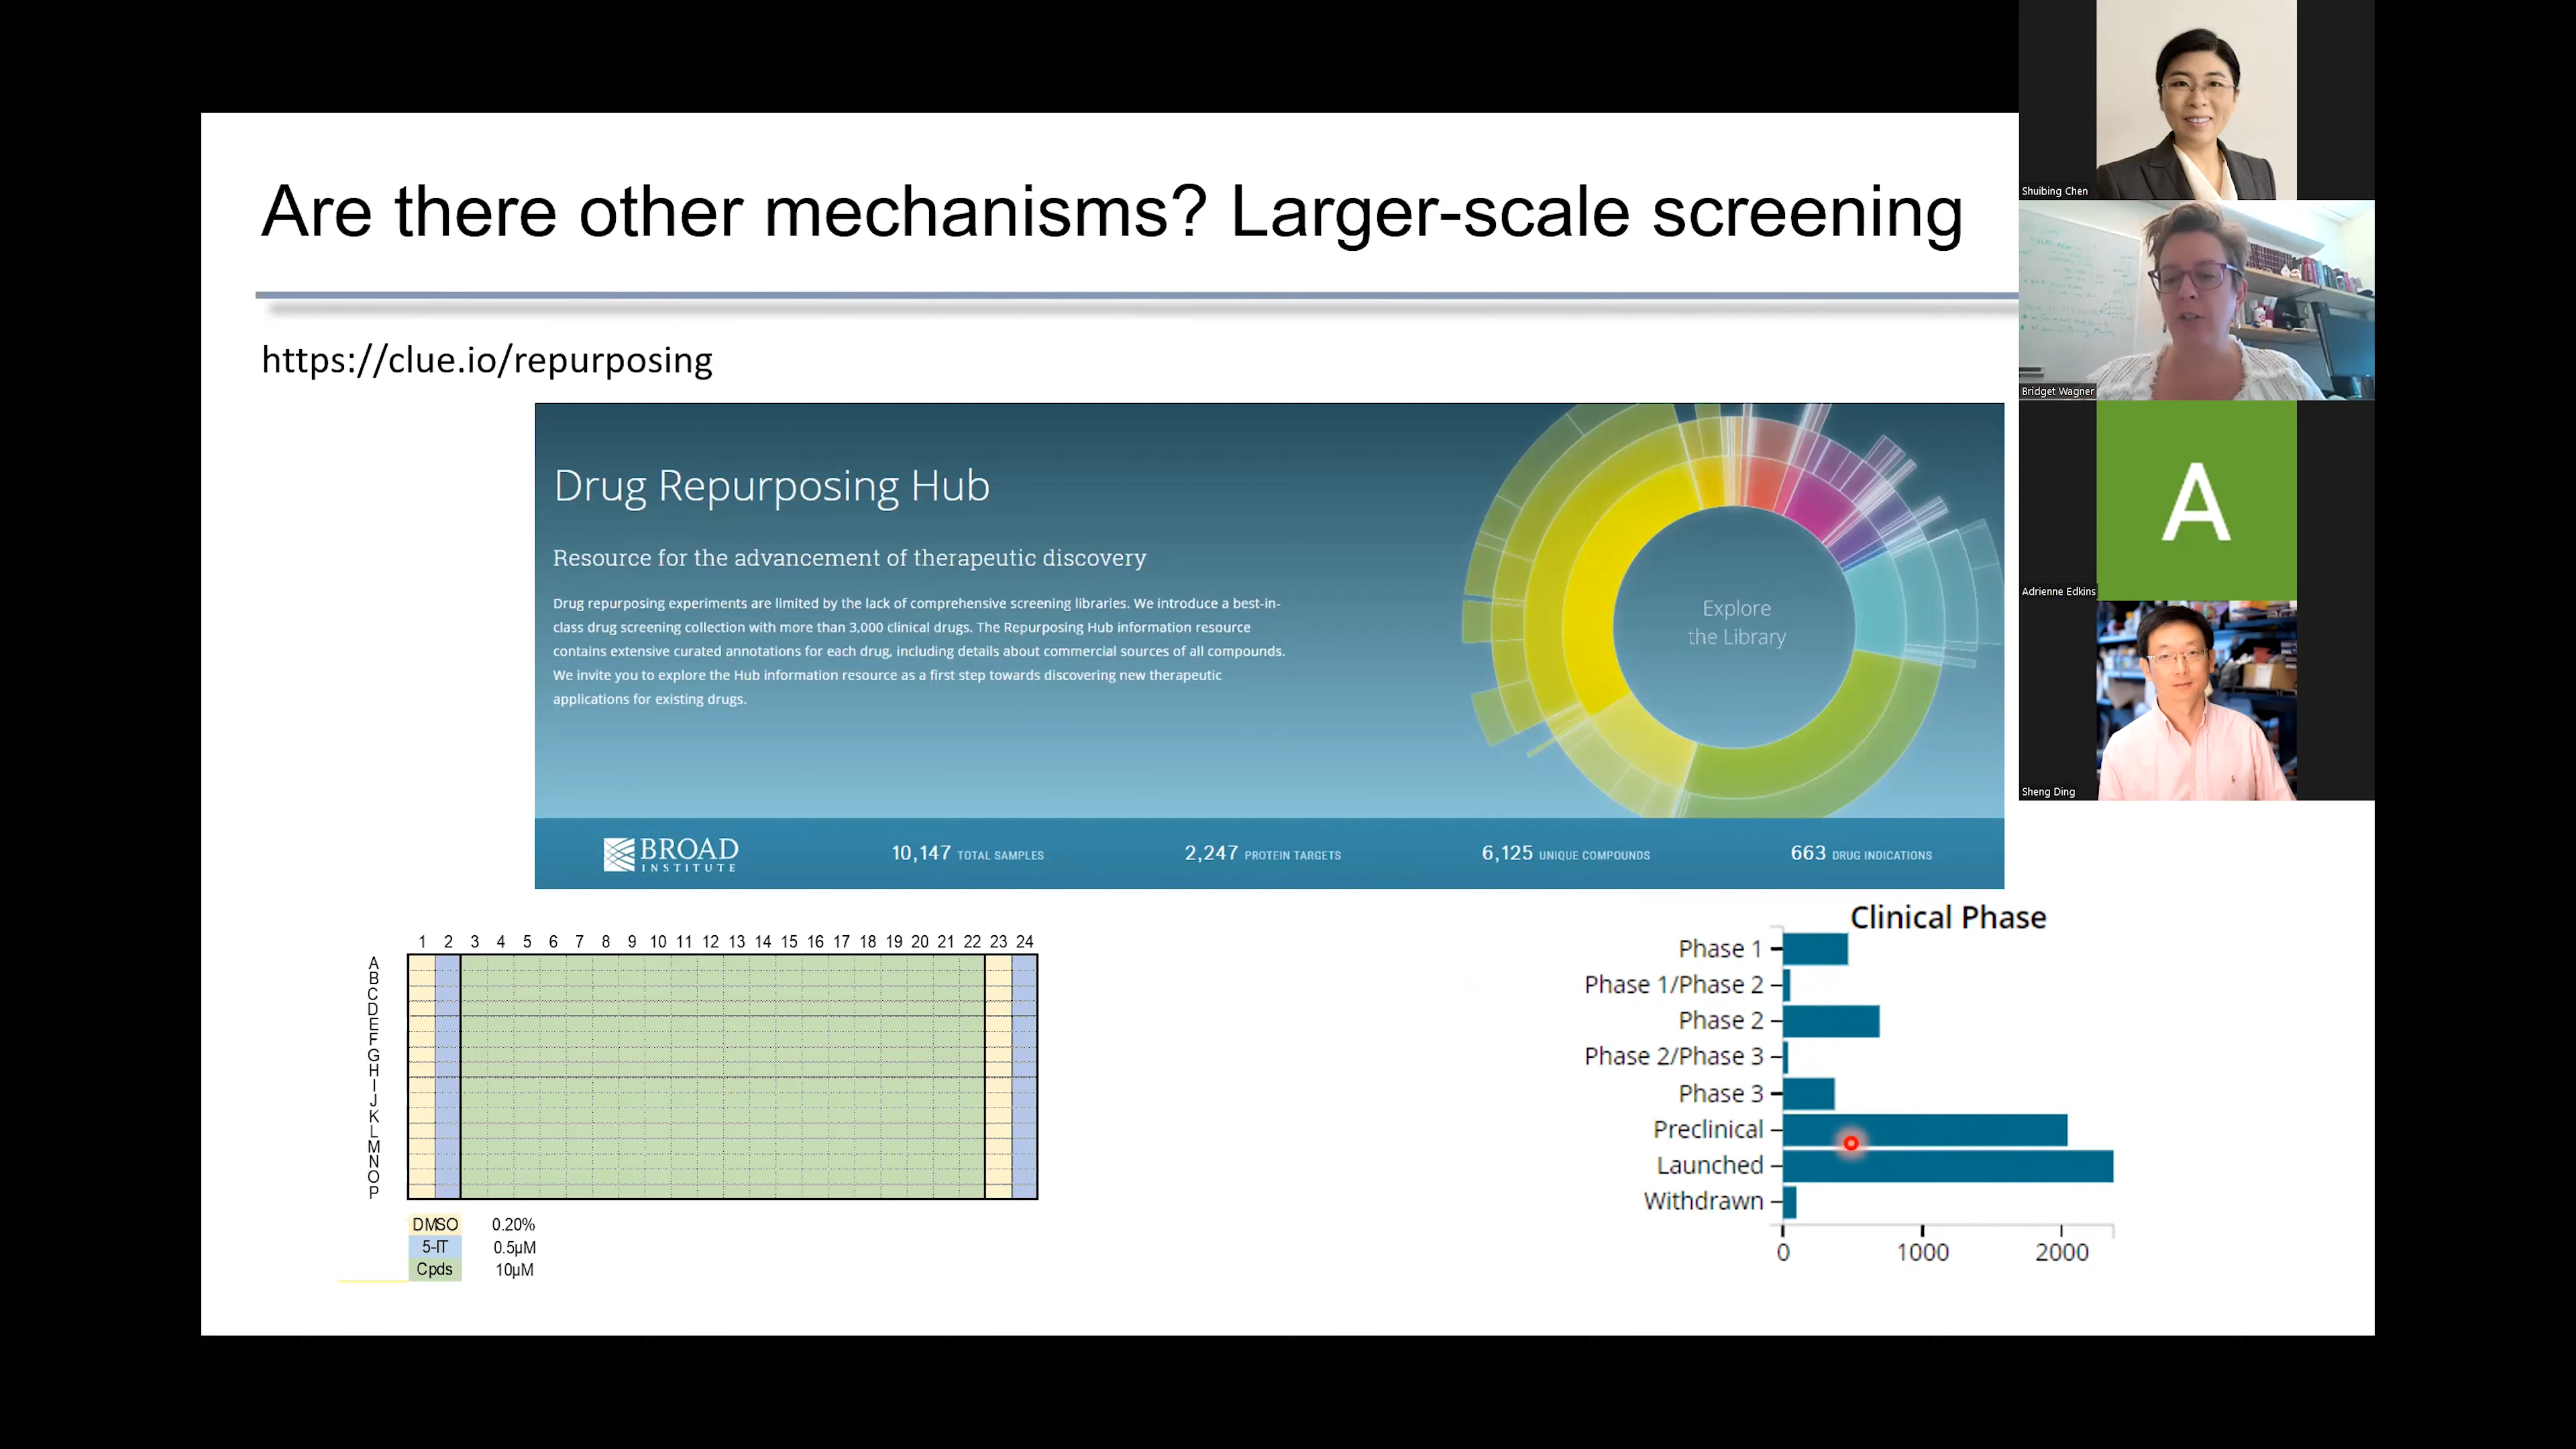 Are there other mechanisms? Larger-scale screening
https://clue.io/repurposing
Drug Repurposing Hub
Resource for the advancement of therapeutic discovery
Drug repurposing experiments are limited by the lack of comprehensive screening libraries. We introduce a best-in-
class drug screening collection with more than 3,000 clinical drugs. The Repurposing Hub information resource
contains extensive curated annotations for each drug, including details about commercial sources of all compounds.
We invite you to explore the Hub information resource as a first step towards discovering new therapeutic
applications for existing drugs.
Explore
the Library
BROAD
INSTITUTE
10,147 TOTAL SAMPLES
2,247 PROTEIN TARGETS
6,125 UNIQUE COMPOUNDS
663 DRUG INDICATIONS
1 2 3 4 5 6 7 8 9 10 11 12 13 14 15 16 17 18 19 20 21 22 23 24
A
B
C
D
E
F
G
H
I
J
K
L
M
N
O
P
DMSO 0.20%
5-IT 0.5µM
Cpds 10µM
Clinical Phase
Phase 1
Phase 1/Phase 2
Phase 2
Phase 2/Phase 3
Phase 3
Preclinical
Launched
Withdrawn
0 1000 2000
Shuibing Chen
Bridget Wagner
A
Adrienne Edkins
Sheng Ding